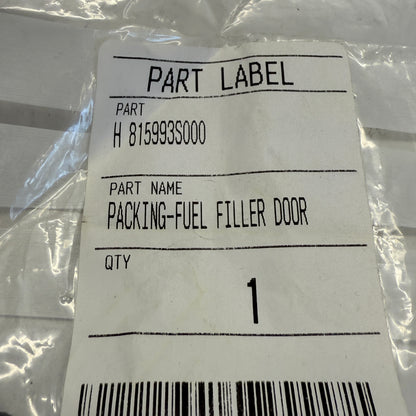 PART LABEL
PART
H 815993S000
PART NAME
PACKING-FUEL FILLER DOOR
QTY
1